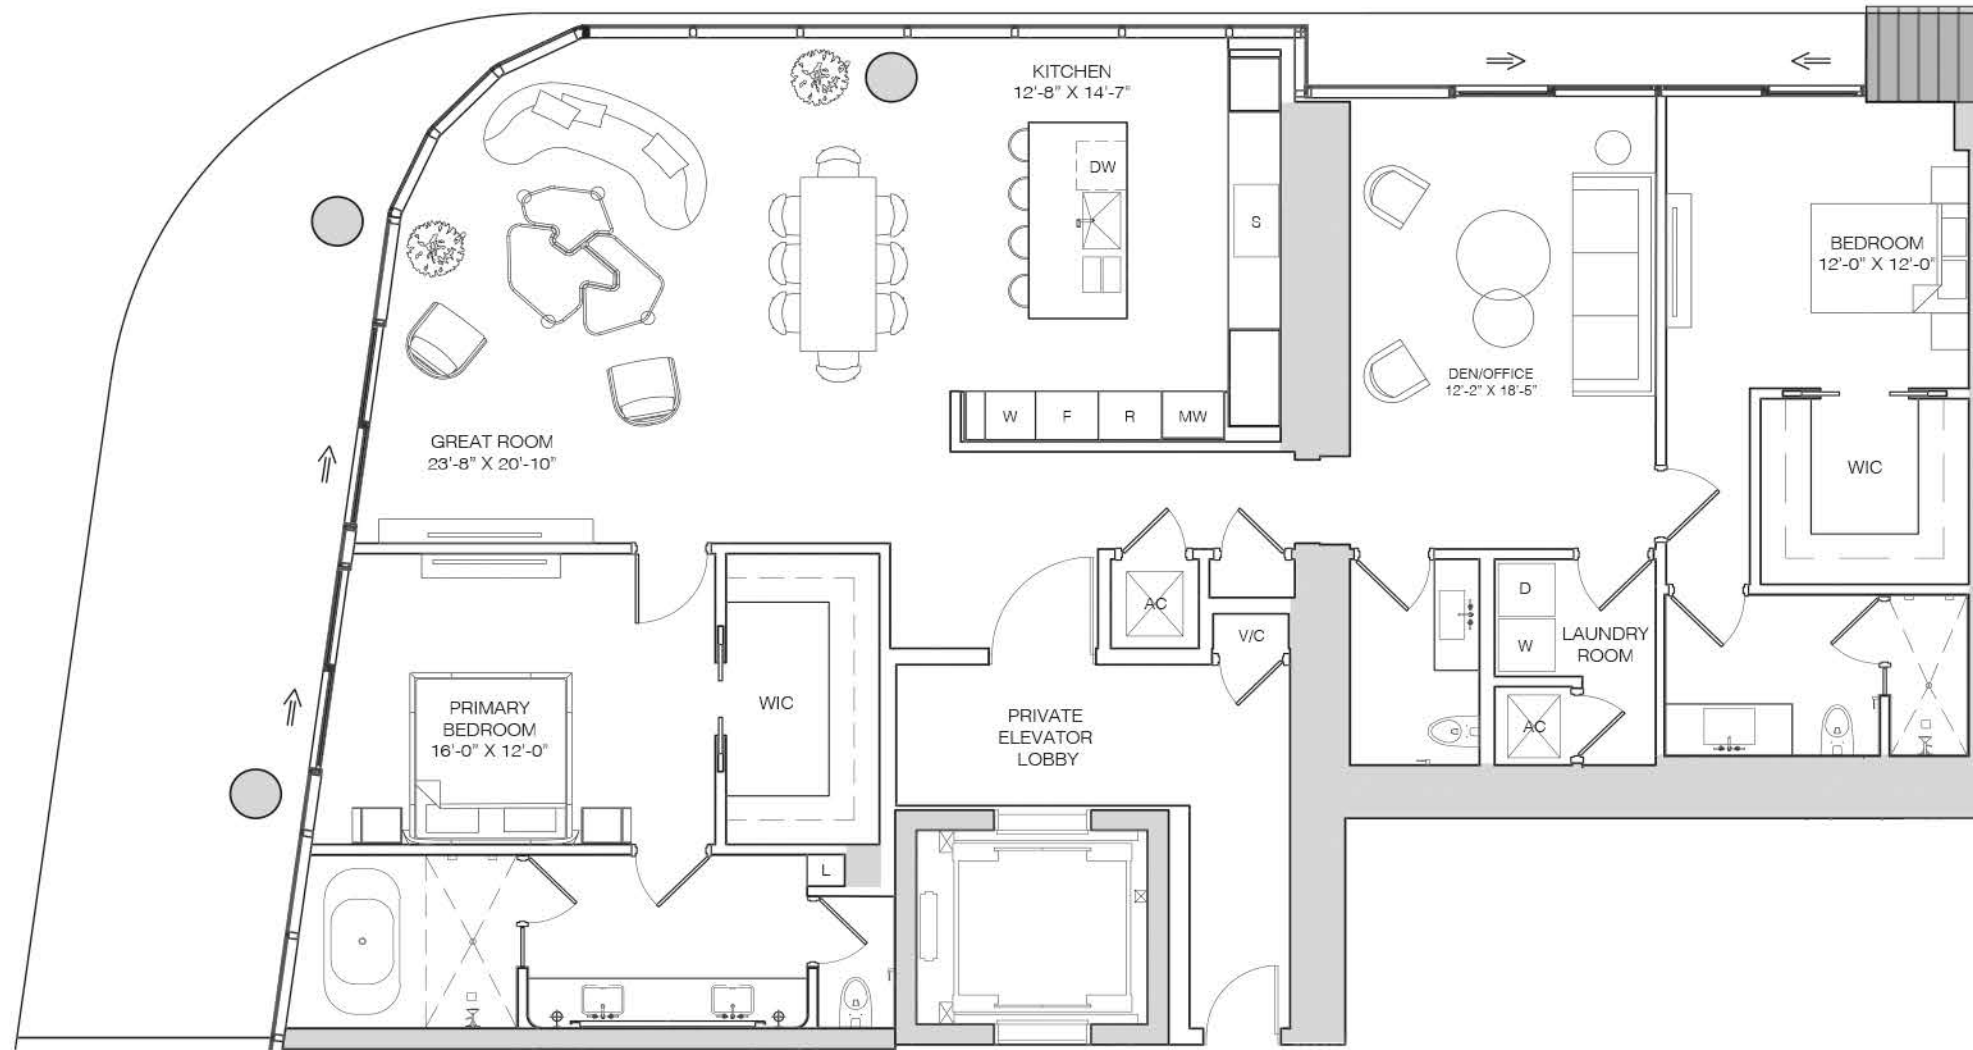 KITCHEN
12'-8" X 14'-7"
DW
S
BEDROOM
12'-0" X 12'-0"
DEN/OFFICE
12'-2" X 18'-5"
W
F
R
MW
GREAT ROOM
23'-8" X 20'-10"
WIC
AC
D
V/C
LAUNDRY
ROOM
W
PRIMARY
BEDROOM
16'-0" X 12'-0"
WIC
PRIVATE
ELEVATOR
LOBBY
AC
L